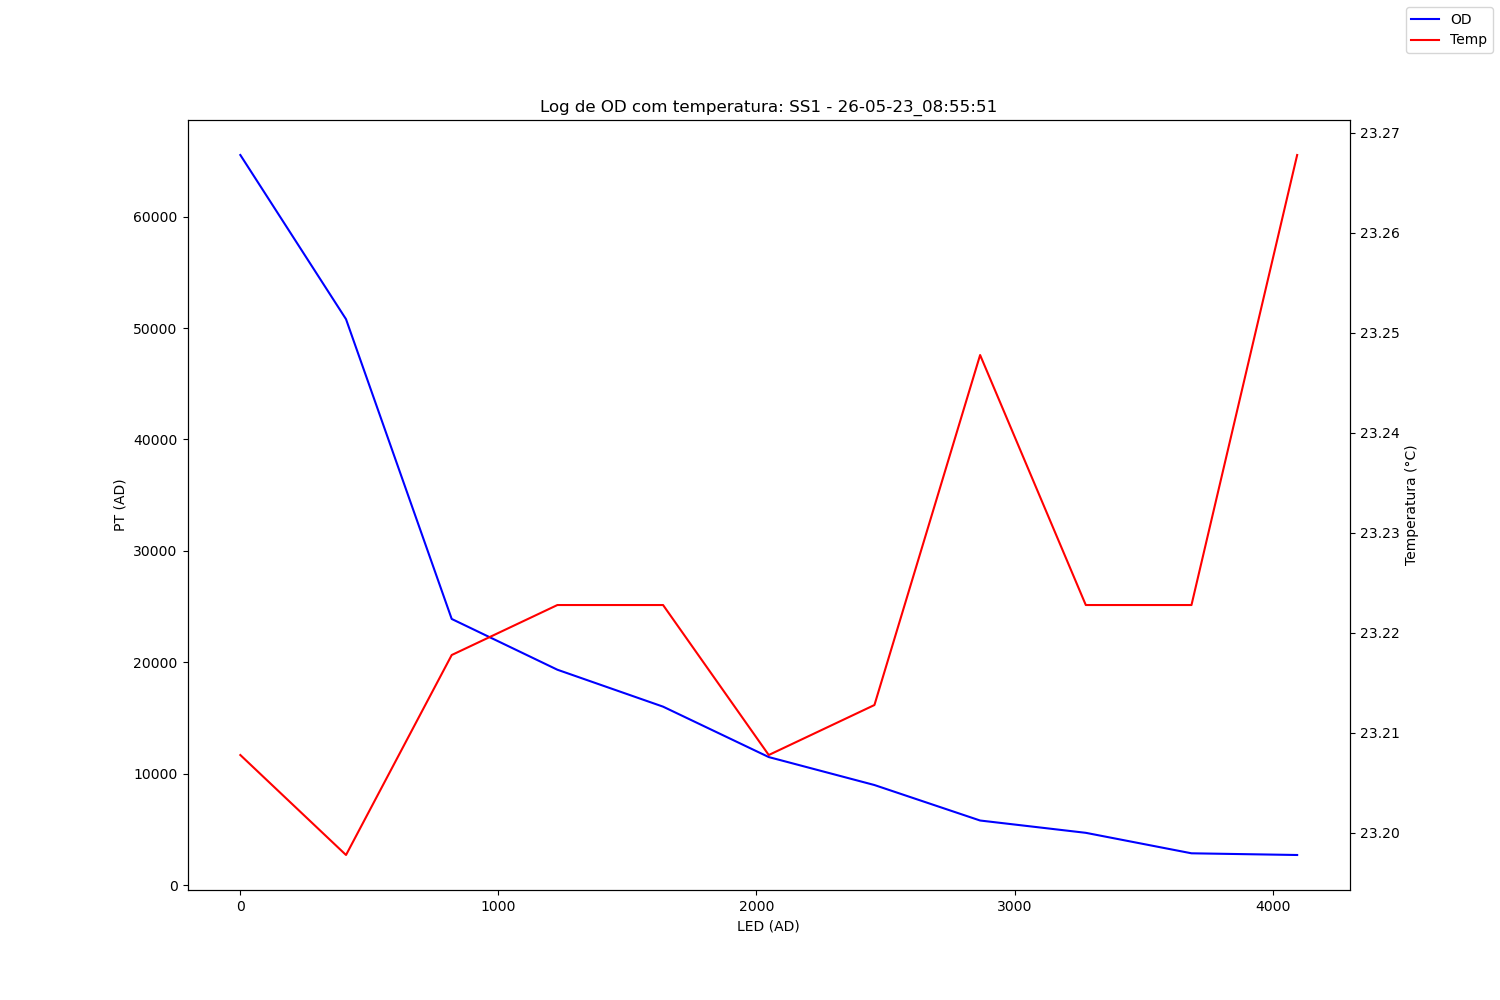 OD
Temp
Log de OD com temperatura: SS1 - 26-05-23_08:55:51
60000
50000
40000
30000
20000
10000
0
PT (AD)
23.27
23.26
23.25
23.24
23.23
23.22
23.21
23.20
Temperatura (°C)
0 1000 2000 3000 4000
LED (AD)